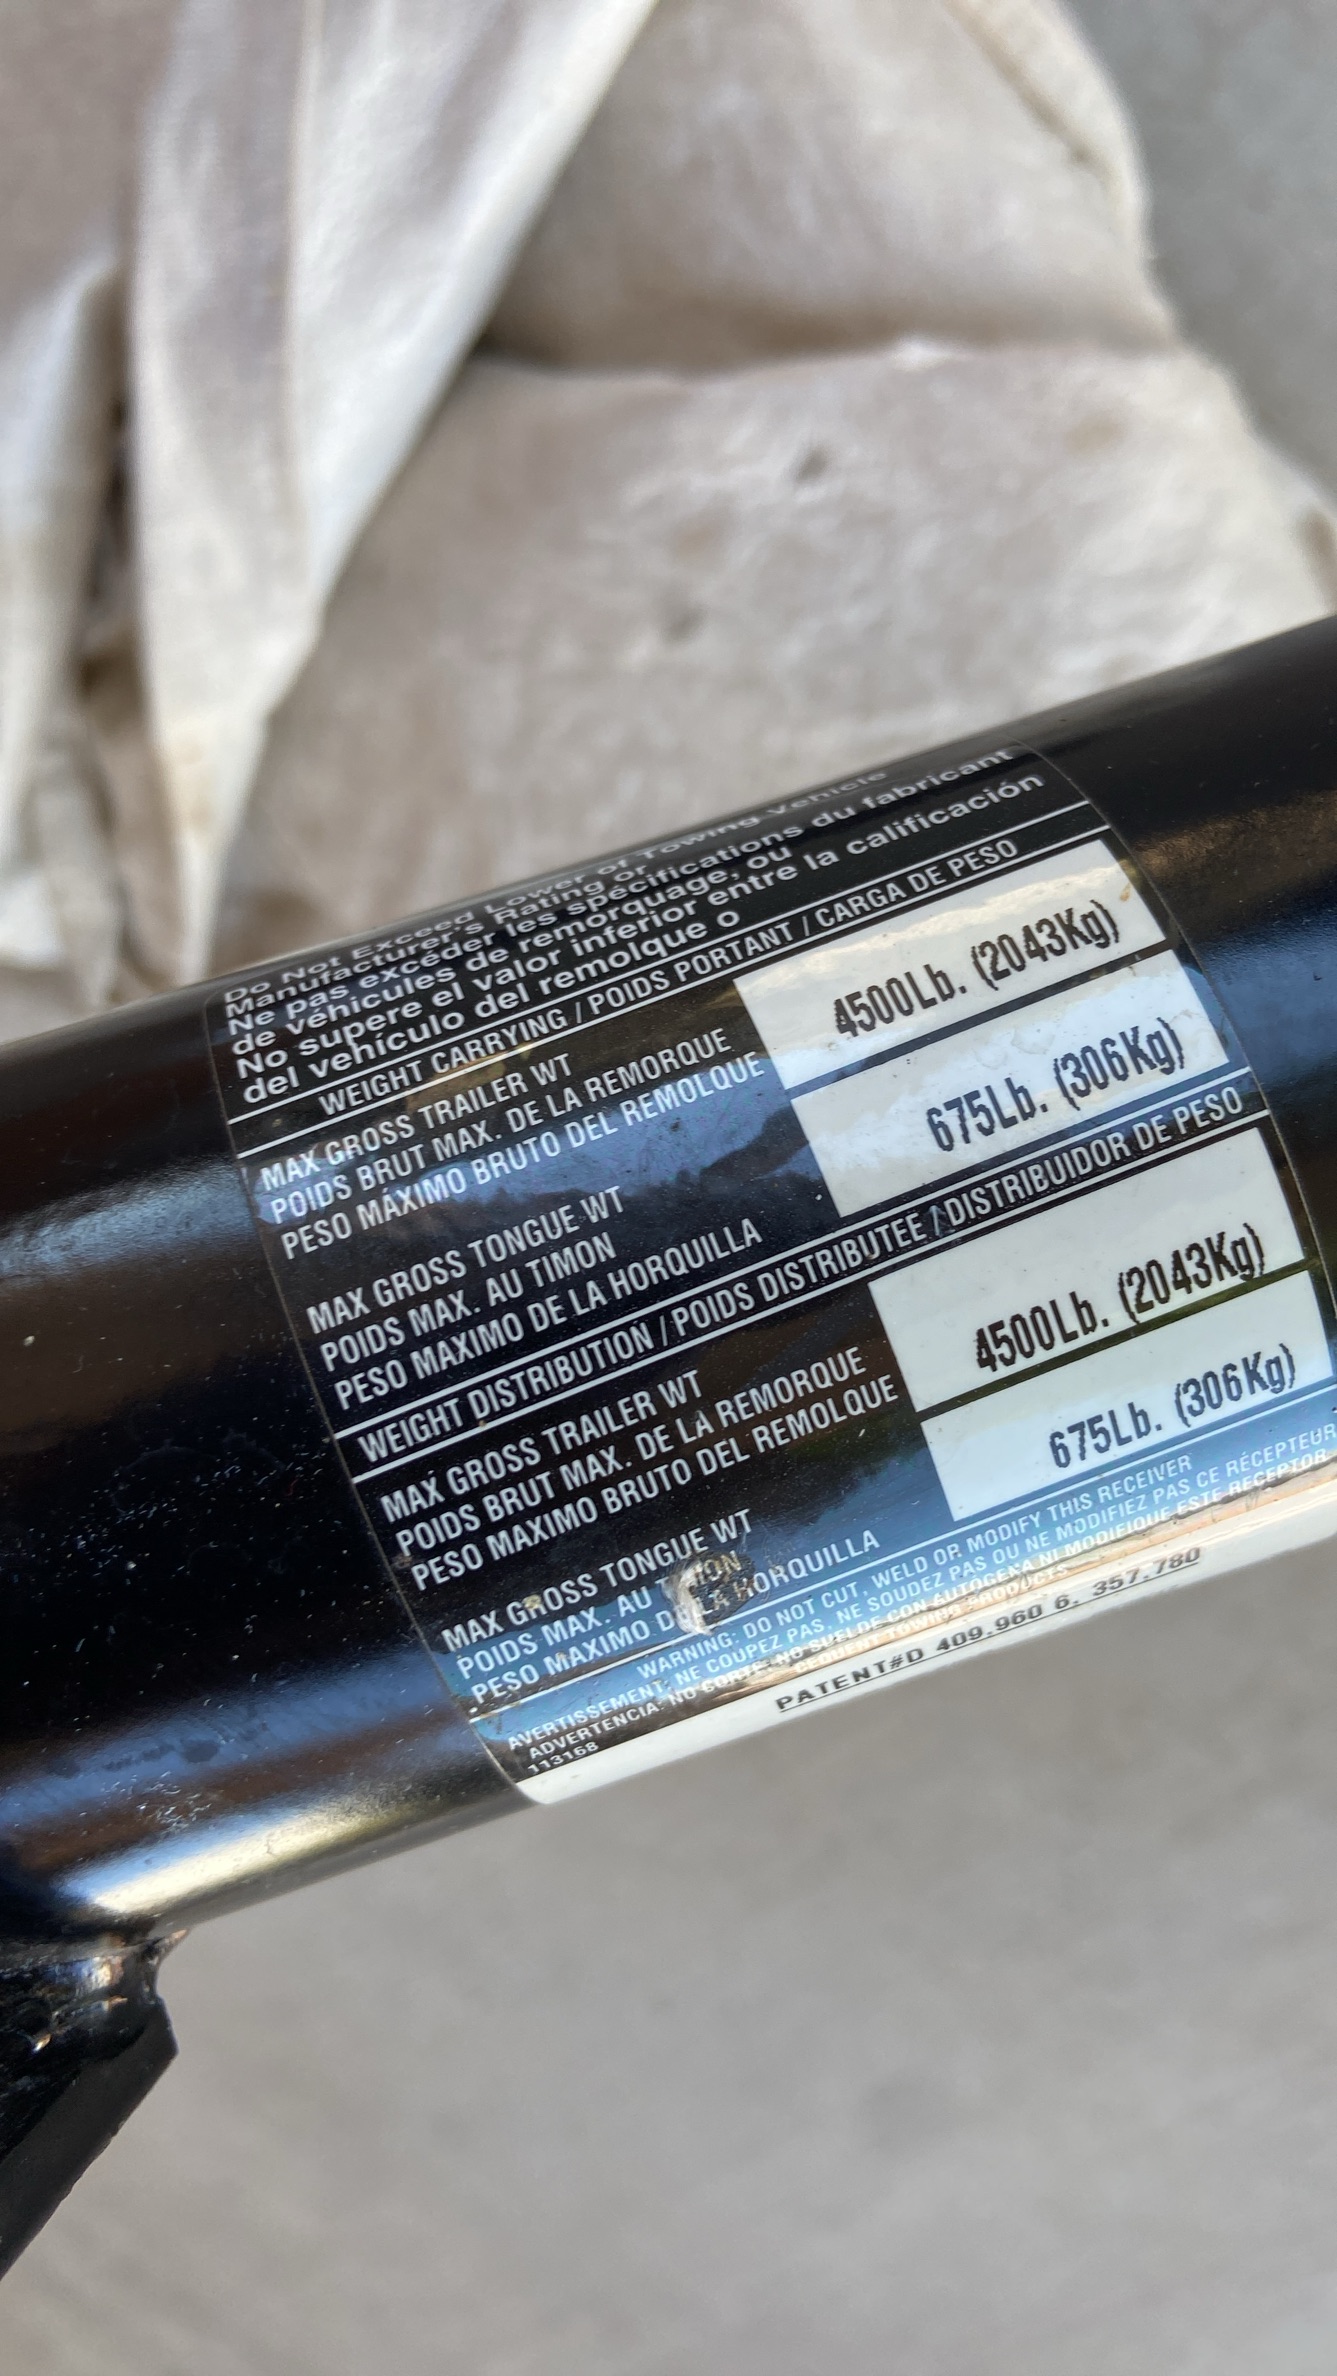 Do Not Exceed Lower of Towing Vehicle
Manufacturer's Rating or
Ne pas excéder les spécifications du fabricant
de véhicules de remorquage, ou
No supere el valor inferior entre la calificación
del vehículo del remolque o
WEIGHT CARRYING / POIDS PORTANT / CARGA DE PESO
MAX GROSS TRAILER WT
POIDS BRUT MAX. DE LA REMORQUE
PESO MÁXIMO BRUTO DEL REMOLQUE
4500Lb. (2043Kg)
MAX GROSS TONGUE WT
POIDS MAX. AU TIMON
PESO MAXIMO DE LA HORQUILLA
675Lb. (306Kg)
WEIGHT DISTRIBUTION / POIDS DISTRIBUTEE / DISTRIBUIDOR DE PESO
MAX GROSS TRAILER WT
POIDS BRUT MAX. DE LA REMORQUE
PESO MAXIMO BRUTO DEL REMOLQUE
4500Lb. (2043Kg)
MAX GROSS TONGUE WT
POIDS MAX. AU TIMON
PESO MAXIMO DE LA HORQUILLA
675Lb. (306Kg)
WARNING: DO NOT CUT, WELD OR MODIFY THIS RECEIVER
AVERTISSEMENT: NE COUPEZ PAS, NE SOUDEZ PAS OU NE MODIFIEZ PAS CE RÉCEPTEUR
ADVERTENCIA: NO CORTE, NO SUELDE CON AUTOGENA NI MODIFIQUE ESTE RECEPTOR
113168 CEQUENT TOWING PRODUCTS
PATENT#D 409.960 6. 357.780